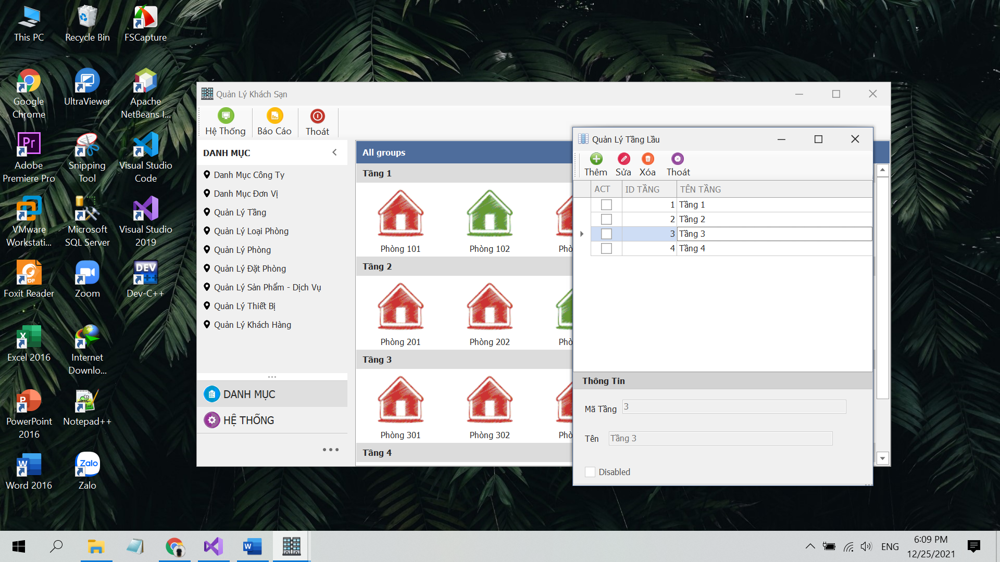 This PC
Recycle Bin
FSCapture
Google
Chrome
UltraViewer
Apache
NetBeans I...
Adobe
Premiere Pro
Snipping
Tool
Visual Studio
Code
VMware
Workstati...
Microsoft
SQL Server
Visual Studio
2019
Foxit Reader
Zoom
Dev-C++
Excel 2016
Internet
Downlo...
PowerPoint
2016
Notepad++
Word 2016
Zalo
Pr
PDF
DEV
Zalo
Quản Lý Khách Sạn
Hệ Thống
Báo Cáo
Thoát
DANH MỤC
Danh Mục Công Ty
Danh Mục Đơn Vị
Quản Lý Tầng
Quản Lý Loại Phòng
Quản Lý Phòng
Quản Lý Đặt Phòng
Quản Lý Sản Phẩm - Dịch Vụ
Quản Lý Thiết Bị
Quản Lý Khách Hàng
DANH MỤC
HỆ THỐNG
All groups
Tầng 1
Phòng 101
Phòng 102
Phò
Tầng 2
Phòng 201
Phòng 202
Phò
Tầng 3
Phòng 301
Phòng 302
Phò
Tầng 4
Quản Lý Tầng Lầu
Thêm
Sửa
Xóa
Thoát
ACT
ID TẦNG
TÊN TẦNG
1 Tầng 1
2 Tầng 2
3 Tầng 3
4 Tầng 4
Thông Tin
Mã Tầng 3
Tên Tầng 3
Disabled
ENG
6:09 PM
12/25/2021